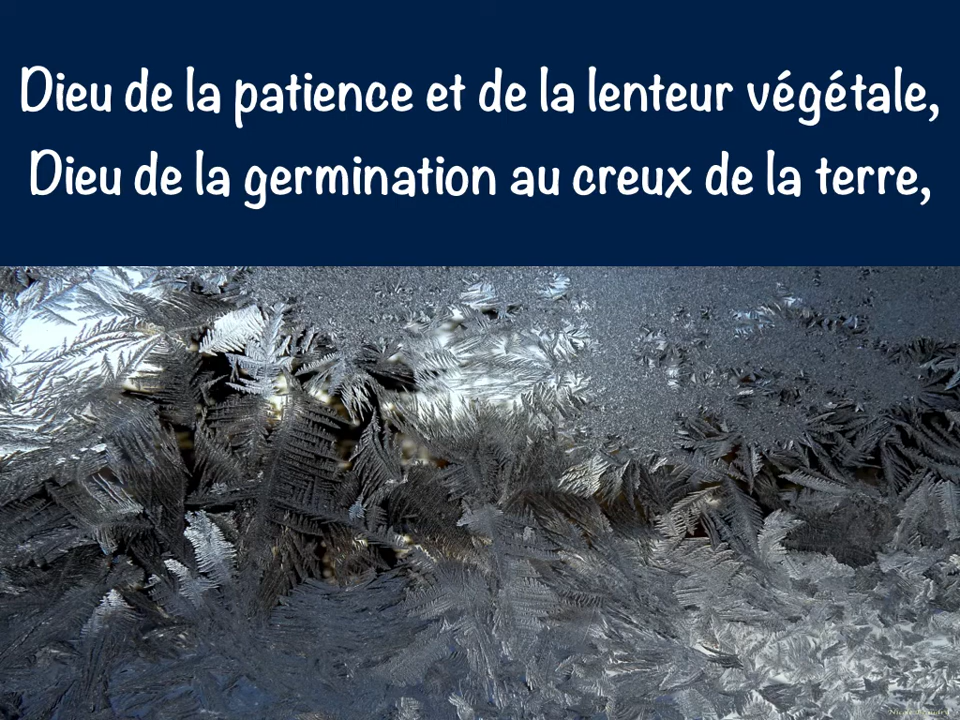 Dieu de la patience et de la lenteur végétale,
Dieu de la germination au creux de la terre,